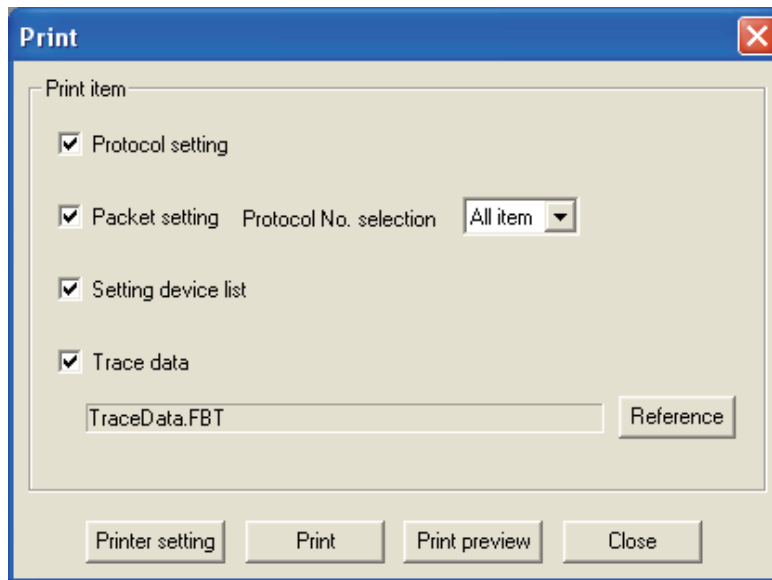 Print
Print item
Protocol setting
Packet setting Protocol No. selection All item
Setting device list
Trace data
TraceData.FBT Reference
Printer setting Print Print preview Close